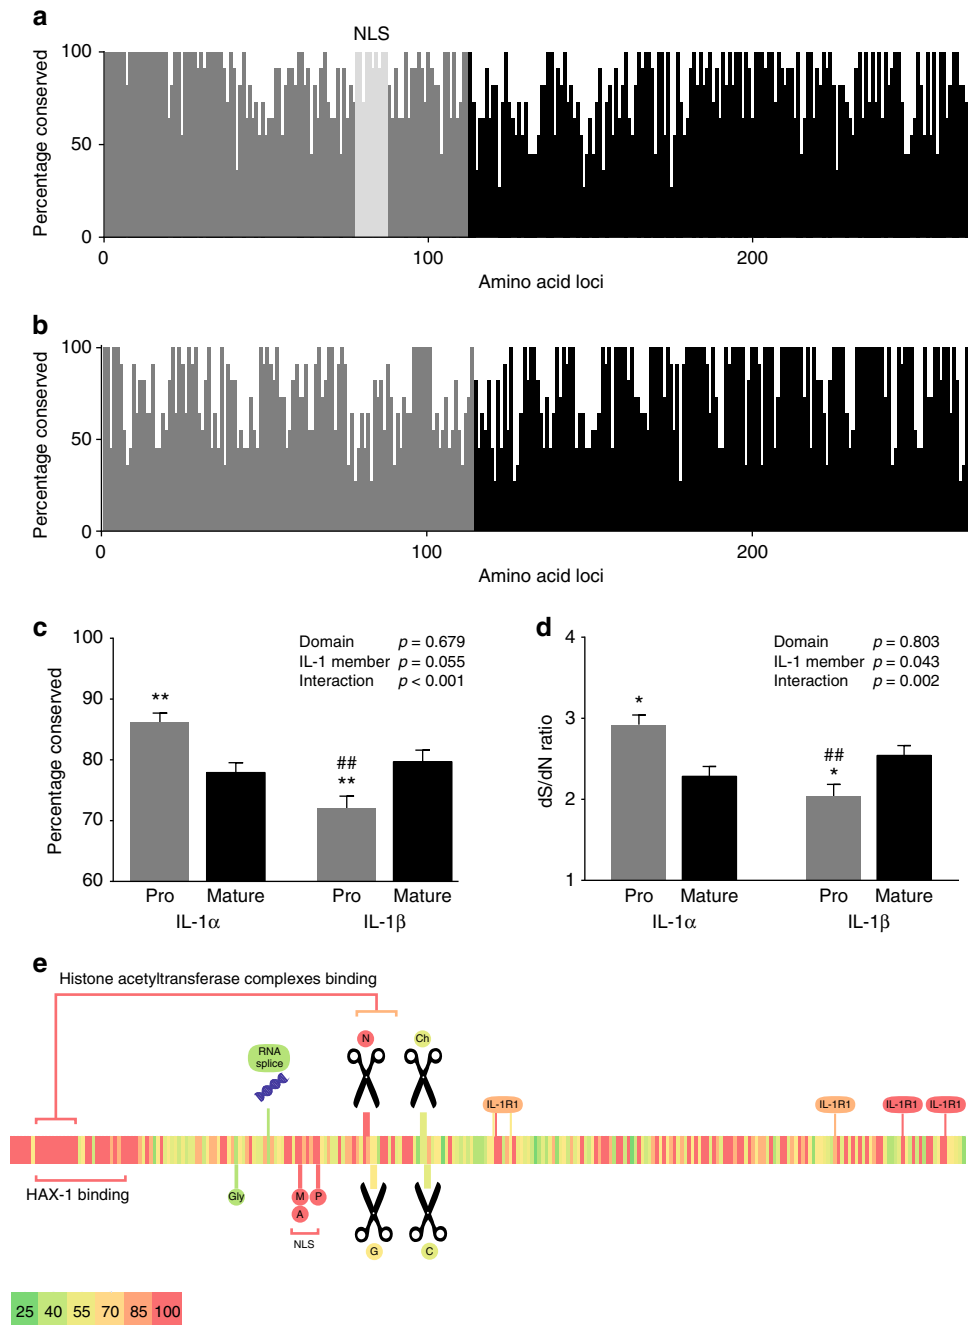 a
NLS
100
50
0
Percentage conserved
0
100
200
Amino acid loci
b
100
50
0
Percentage conserved
0
100
200
Amino acid loci
c
100
90
80
70
60
Percentage conserved
Domain p = 0.679
IL-1 member p = 0.055
Interaction p < 0.001
**
##
**
Pro Mature Pro Mature
IL-1α IL-1β
d
4
3
2
1
dS/dN ratio
Domain p = 0.803
IL-1 member p = 0.043
Interaction p = 0.002
*
##
*
Pro Mature Pro Mature
IL-1α IL-1β
e
Histone acetyltransferase complexes binding
RNA
splice
N
Ch
IL-1R1
IL-1R1
IL-1R1
IL-1R1
HAX-1 binding
Gly
M
P
A
NLS
G
C
25 40 55 70 85 100